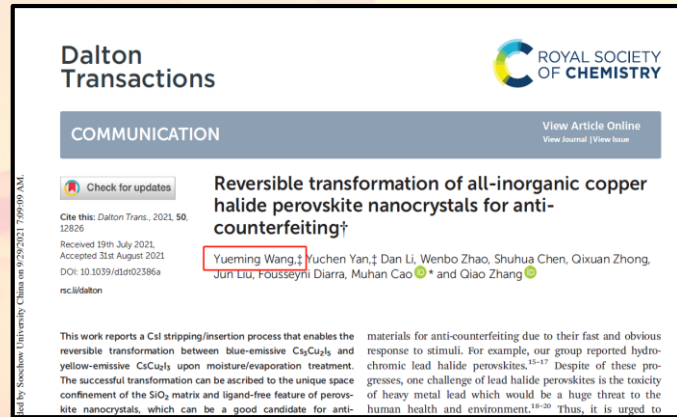 Dalton
Transactions
ROYAL SOCIETY
OF CHEMISTRY
COMMUNICATION
View Article Online
View Journal | View Issue
Check for updates
Cite this: Dalton Trans., 2021, 50,
12826
Received 19th July 2021,
Accepted 31st August 2021
DOI: 10.1039/d1dt02386a
rsc.li/dalton
Reversible transformation of all-inorganic copper
halide perovskite nanocrystals for anti-
counterfeiting†
Yueming Wang,‡ Yuchen Yan,‡ Dan Li, Wenbo Zhao, Shuhua Chen, Qixuan Zhong,
Jun Liu, Fousseyni Diarra, Muhan Cao * and Qiao Zhang
This work reports a CsI stripping/insertion process that enables the
reversible transformation between blue-emissive Cs₃Cu₂I₅ and
yellow-emissive CsCu₂I₃ upon moisture/evaporation treatment.
The successful transformation can be ascribed to the unique space
confinement of the SiO₂ matrix and ligand-free feature of perovs-
kite nanocrystals, which can be a good candidate for anti-
materials for anti-counterfeiting due to their fast and obvious
response to stimuli. For example, our group reported hydro-
chromic lead halide perovskites.¹⁵⁻¹⁷ Despite of these pro-
gresses, one challenge of lead halide perovskites is the toxicity
of heavy metal lead which would be a huge threat to the
human health and environment.¹⁸⁻²⁰ Thus, it is urged to
ded by Soochow University China on 9/29/2021 7:09:09 AM.